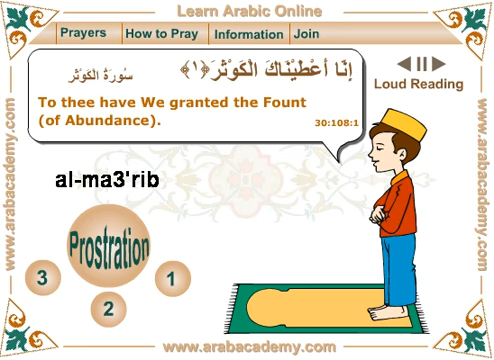 Learn Arabic Online
Prayers
How to Pray
Information
Join
سُورَةُ الكَوْثَر
إِنَّا أَعْطَيْنَاكَ الْكَوْثَرَ ﴿١﴾
To thee have We granted the Fount
(of Abundance).
30:108:1
Loud Reading
al-ma3'rib
Prostration
3
2
1
www.arabacademy.com
www.arabacademy.com
www.arabacademy.com